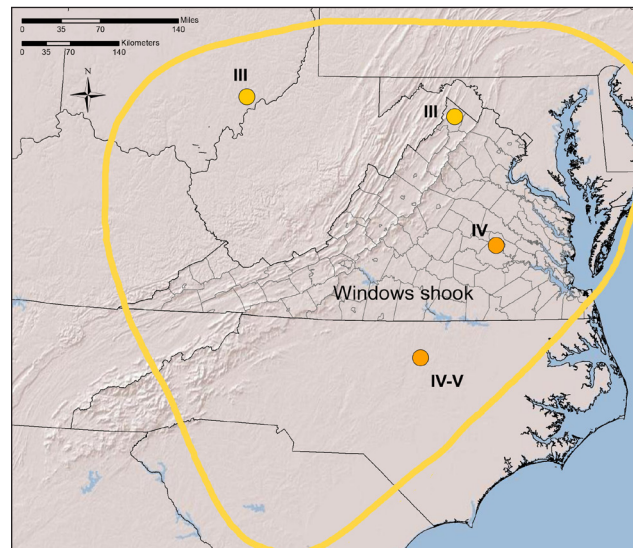 0 35 70 140 Miles
0 35 70 140 Kilometers
N
III
III
IV
Windows shook
IV-V